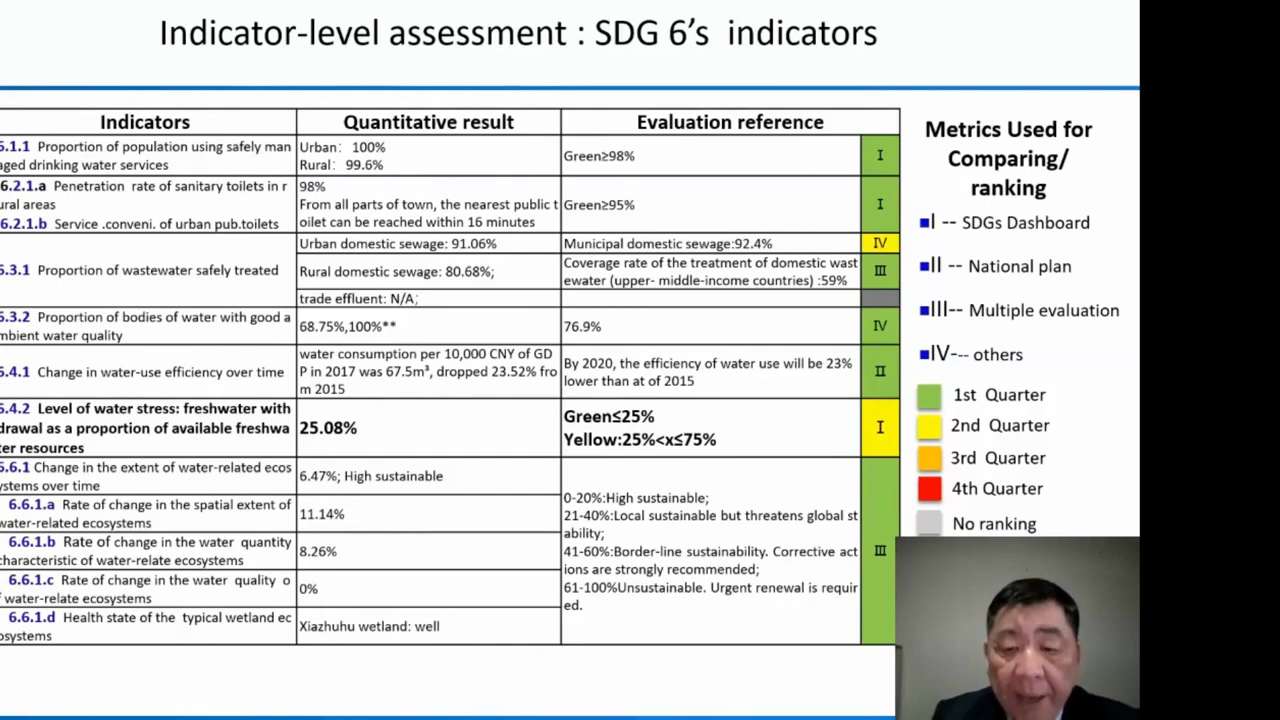 Indicator-level assessment : SDG 6’s indicators
Indicators
Quantitative result
Evaluation reference
6.1.1 Proportion of population using safely man
aged drinking water services
Urban: 100%
Rural: 99.6%
Green≥98%
I
6.2.1.a Penetration rate of sanitary toilets in r
ural areas
6.2.1.b Service .conveni. of urban pub.toilets
98%
From all parts of town, the nearest public t
oilet can be reached within 16 minutes
Green≥95%
I
6.3.1 Proportion of wastewater safely treated
Urban domestic sewage: 91.06%
Municipal domestic sewage:92.4%
IV
Rural domestic sewage: 80.68%;
Coverage rate of the treatment of domestic wast
ewater (upper- middle-income countries) :59%
III
trade effluent: N/A;
6.3.2 Proportion of bodies of water with good a
mbient water quality
68.75%,100%**
76.9%
IV
6.4.1 Change in water-use efficiency over time
water consumption per 10,000 CNY of GD
P in 2017 was 67.5m³, dropped 23.52% fro
m 2015
By 2020, the efficiency of water use will be 23%
lower than at of 2015
II
6.4.2 Level of water stress: freshwater with
drawal as a proportion of available freshwa
ter resources
25.08%
Green≤25%
Yellow:25%<x≤75%
I
6.6.1 Change in the extent of water-related ecos
ystems over time
6.47%; High sustainable
6.6.1.a Rate of change in the spatial extent of
water-related ecosystems
11.14%
6.6.1.b Rate of change in the water quantity
characteristic of water-relate ecosystems
8.26%
6.6.1.c Rate of change in the water quality o
f water-relate ecosystems
0%
6.6.1.d Health state of the typical wetland ec
osystems
Xiazhuhu wetland: well
0-20%:High sustainable;
21-40%:Local sustainable but threatens global st
ability;
41-60%:Border-line sustainability. Corrective act
ions are strongly recommended;
61-100%Unsustainable. Urgent renewal is requir
ed.
III
Metrics Used for
Comparing/
ranking
I -- SDGs Dashboard
II -- National plan
III-- Multiple evaluation
IV--- others
1st Quarter
2nd Quarter
3rd Quarter
4th Quarter
No ranking